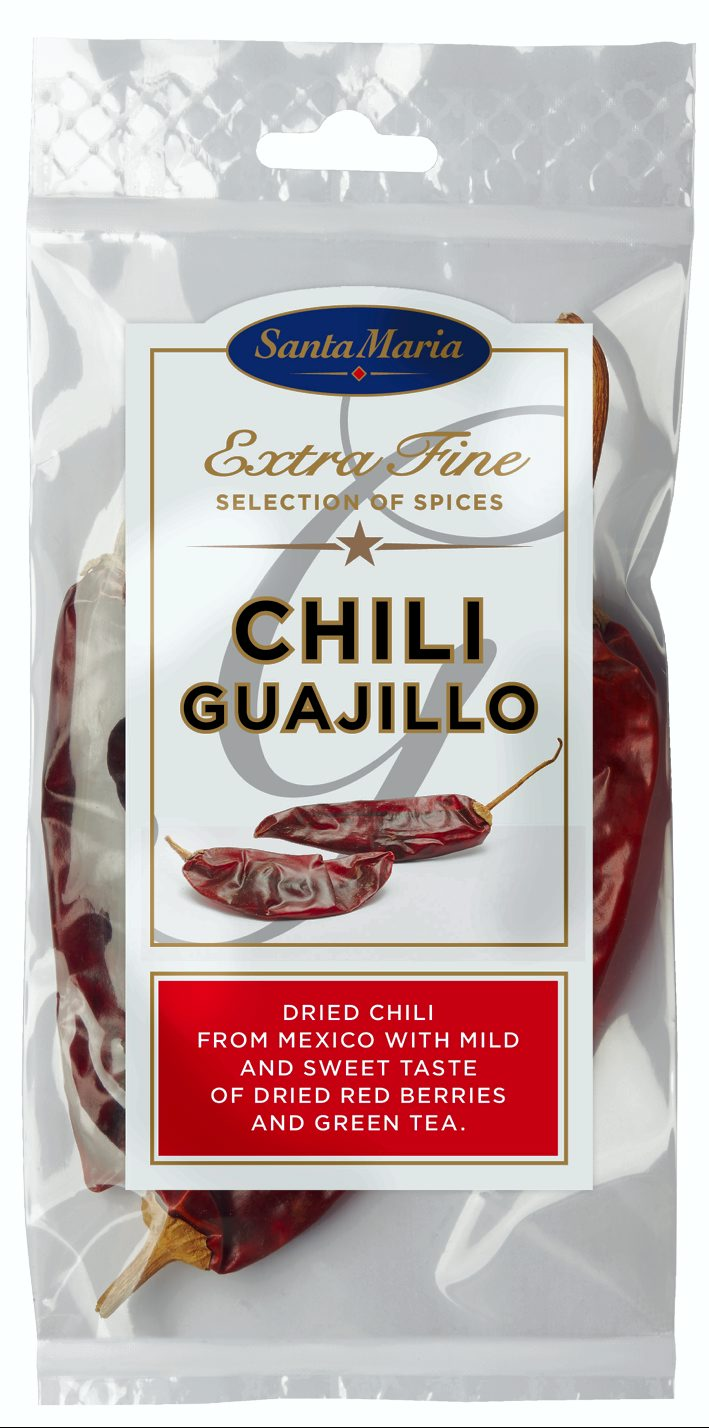 Santa Maria
Extra Fine
SELECTION OF SPICES
G
CHILI
GUAJILLO
DRIED CHILI
FROM MEXICO WITH MILD
AND SWEET TASTE
OF DRIED RED BERRIES
AND GREEN TEA.